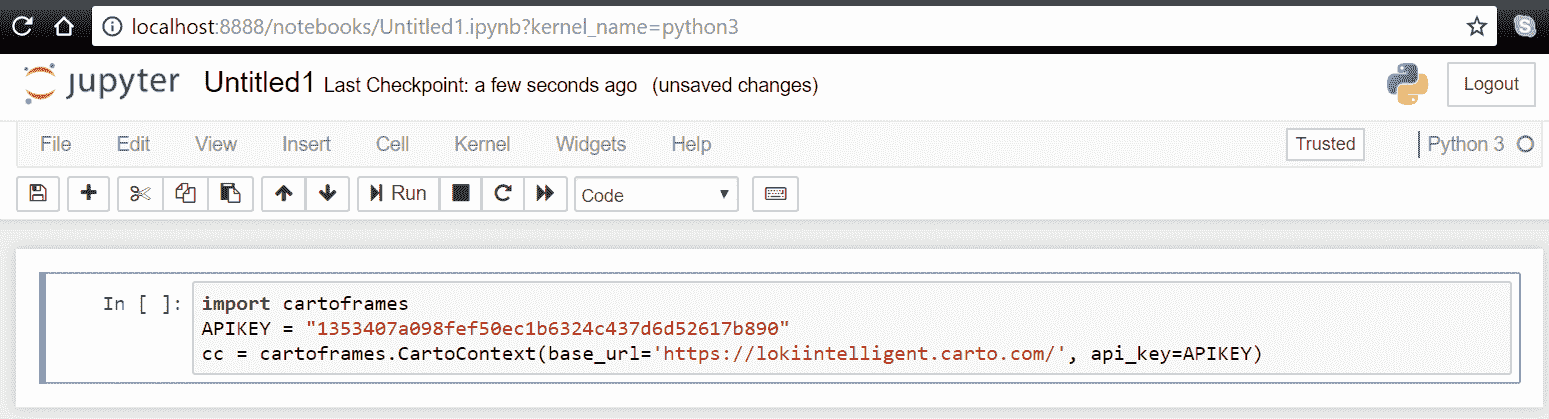 localhost:8888/notebooks/Untitled1.ipynb?kernel_name=python3
jupyter Untitled1 Last Checkpoint: a few seconds ago (unsaved changes)
Logout
File Edit View Insert Cell Kernel Widgets Help Trusted Python 3
Run Code
In [ ]: import cartoframes
APIKEY = "1353407a098fef50ec1b6324c437d6d52617b890"
cc = cartoframes.CartoContext(base_url='https://lokiintelligent.carto.com/', api_key=APIKEY)